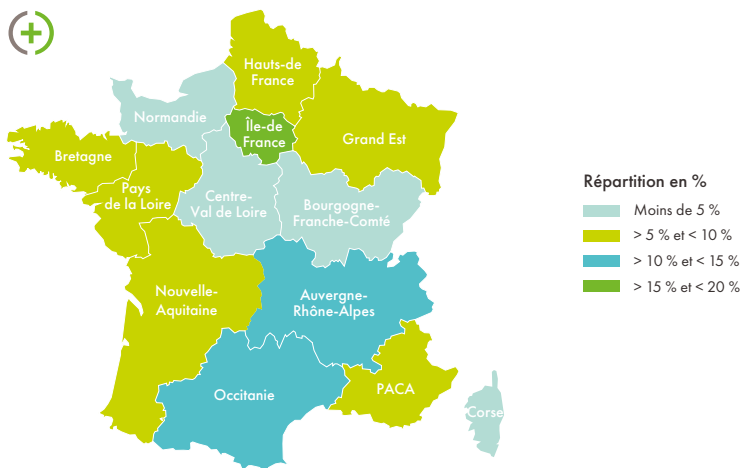 Hauts-de
France
Normandie
Île-de
France
Grand Est
Bretagne
Pays
de la Loire
Centre-
Val de Loire
Bourgogne-
Franche-Comté
Nouvelle-
Aquitaine
Auvergne-
Rhône-Alpes
Occitanie
PACA
Corse
Répartition en %
Moins de 5 %
> 5 % et < 10 %
> 10 % et < 15 %
> 15 % et < 20 %